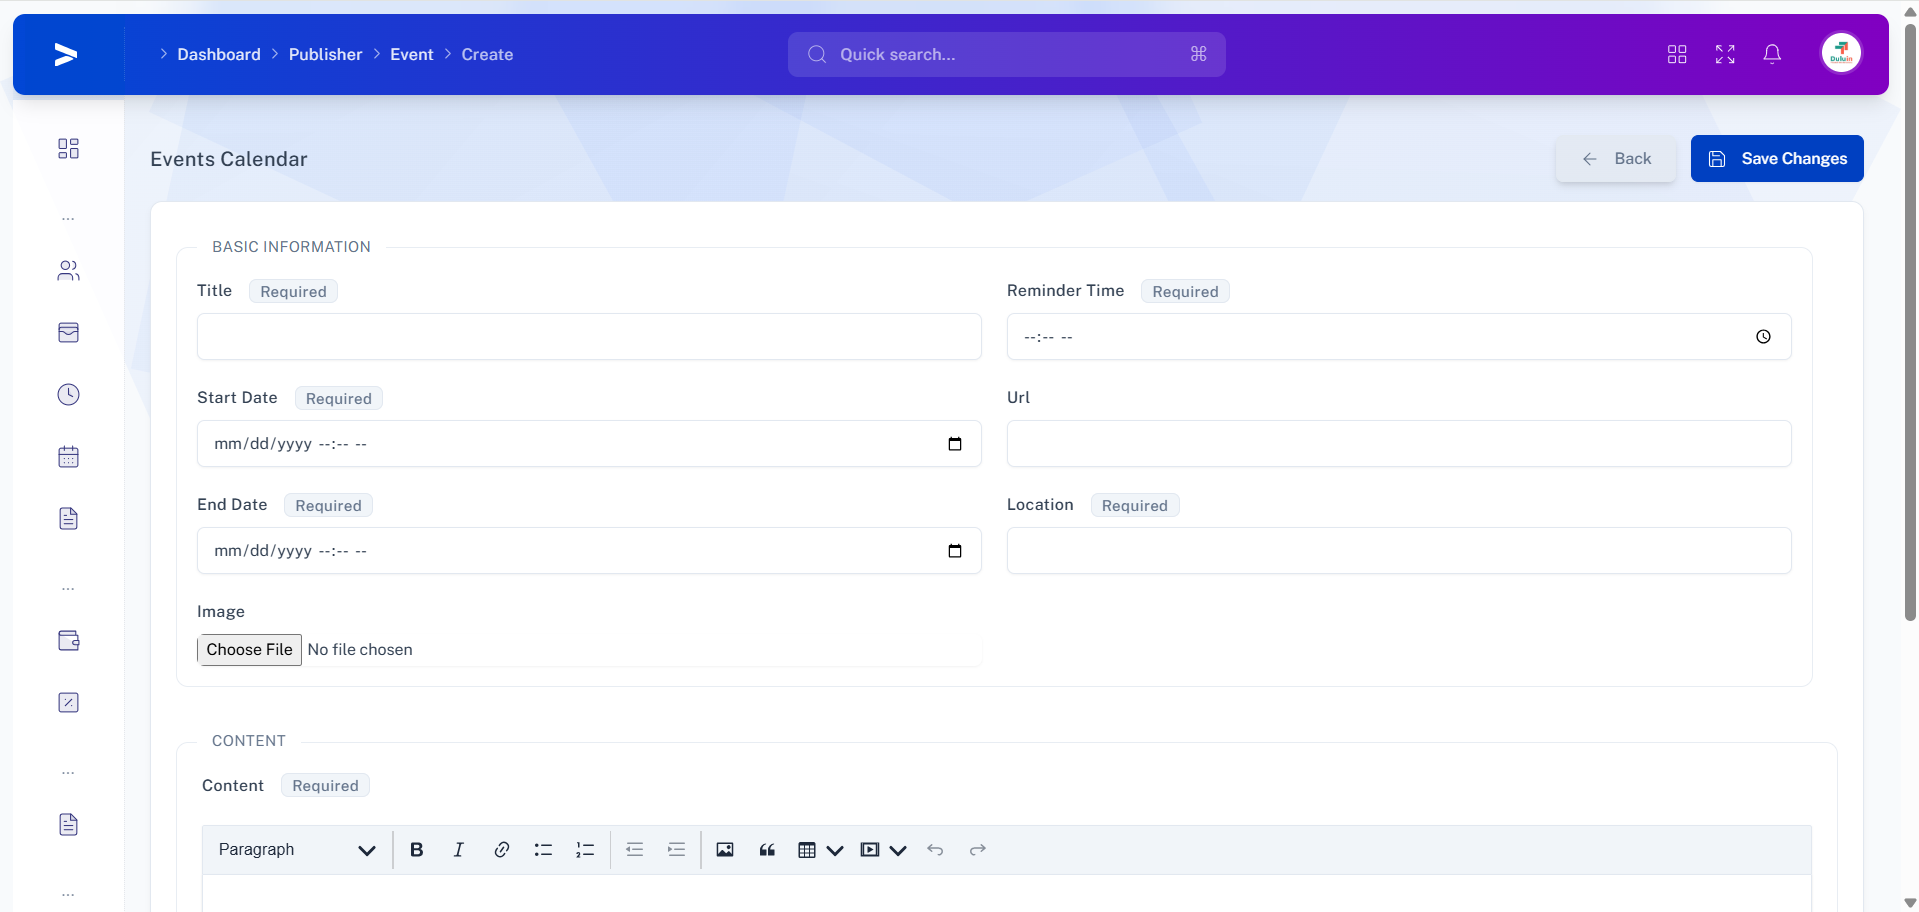 Dashboard Publisher Event Create
Quick search...
Duluin
Events Calendar
Back
Save Changes
BASIC INFORMATION
Title Required
Reminder Time Required
--:-- --
Start Date Required
Url
mm/dd/yyyy --:-- --
End Date Required
Location Required
mm/dd/yyyy --:-- --
Image
Choose File No file chosen
CONTENT
Content Required
Paragraph